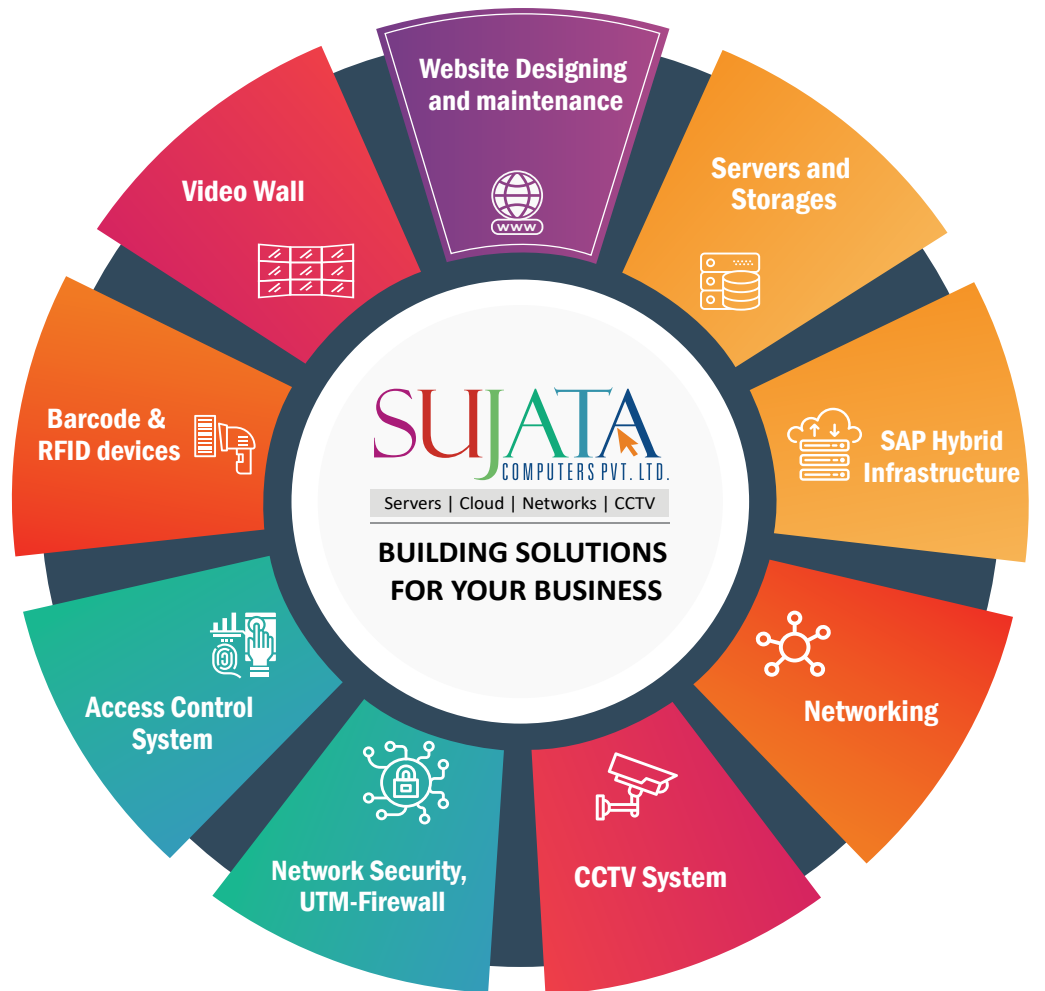 Website Designing
and maintenance
WWW
Servers and
Storages
SAP Hybrid
Infrastructure
Networking
CCTV System
Network Security,
UTM-Firewall
Access Control
System
Barcode &
RFID devices
Video Wall
SUJATA
COMPUTERS PVT. LTD.
Servers | Cloud | Networks | CCTV
BUILDING SOLUTIONS
FOR YOUR BUSINESS